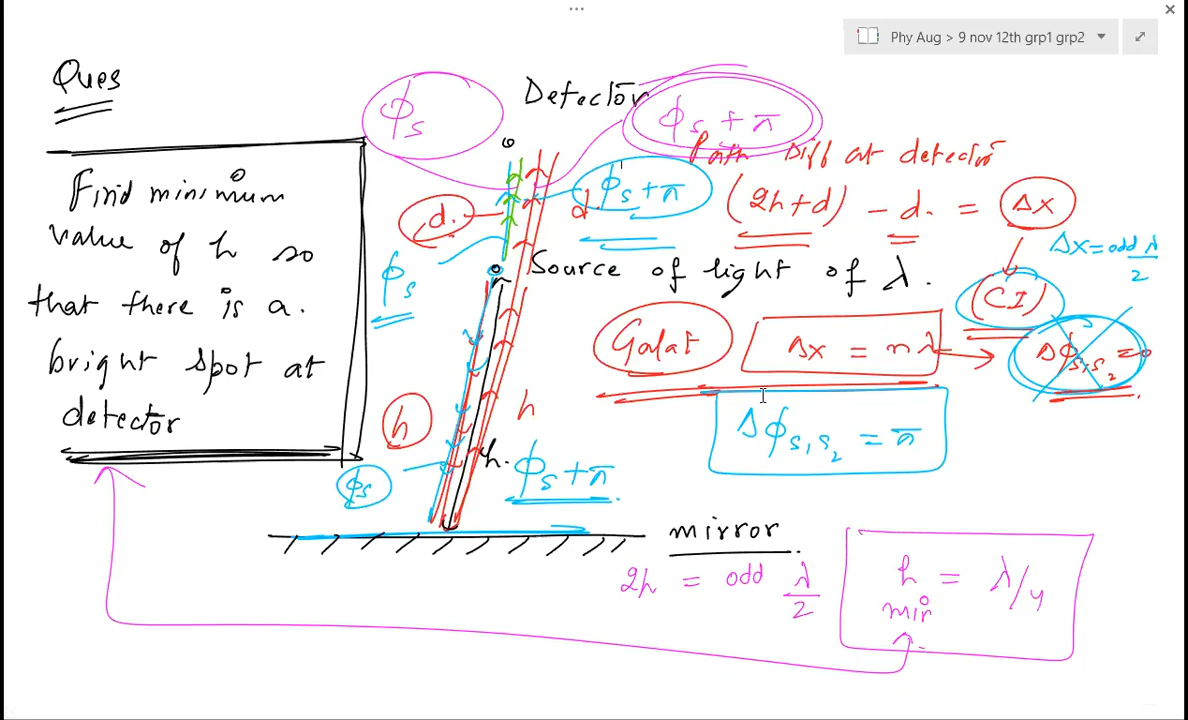 Phy Aug > 9 nov 12th grp1 grp2
Ques
Find minimum
value of h so
that there is a.
bright spot at
detector
Detector
ϕs
ϕs + π
Path Diff at detector
d.
d
ϕs + π
(2h + d) - d. = Δx
ϕs
Source of light of λ.
Δx = odd λ/2
(CI)
Galat
Δx = nλ
Δϕs₁s₂ = 0
h
h
h.
Δϕs₁s₂ = π
ϕs
ϕs + π
mirror
2h = odd λ/2
h min = λ/4